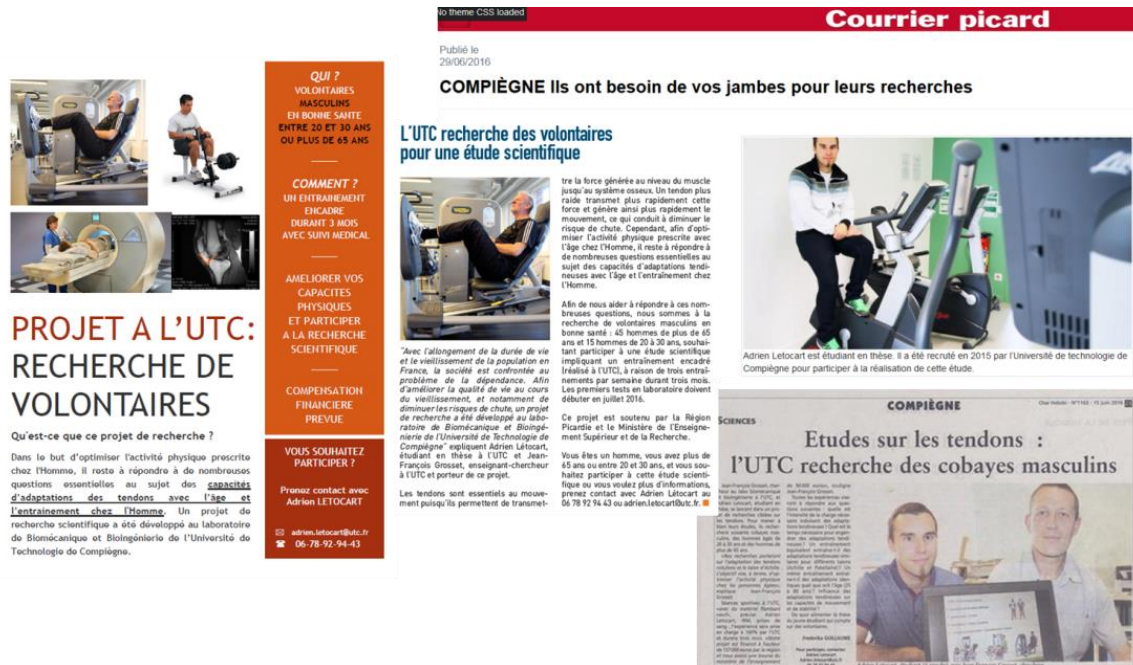 No theme CSS loaded
Courrier picard
Publié le
29/06/2016
COMPIÈGNE Ils ont besoin de vos jambes pour leurs recherches
QUI ?
VOLONTAIRES
MASCULINS
EN BONNE SANTE
ENTRE 20 ET 30 ANS
OU PLUS DE 65 ANS
COMMENT ?
UN ENTRAINEMENT
ENCADRE
DURANT 3 MOIS
AVEC SUIVI MEDICAL
AMELIORER VOS
CAPACITES
PHYSIQUES
ET PARTICIPER
A LA RECHERCHE
SCIENTIFIQUE
COMPENSATION
FINANCIERE
PREVUE
VOUS SOUHAITEZ
PARTICIPER ?
Prenez contact avec
Adrien LETOCART
adrien.letocart@utc.fr
06-78-92-94-43
PROJET A L'UTC:
RECHERCHE DE
VOLONTAIRES
Qu'est-ce que ce projet de recherche ?
Dans le but d'optimiser l'activité physique prescrite
chez l'Homme, il reste à répondre à de nombreuses
questions essentielles au sujet des capacités
d'adaptations des tendons avec l'âge et
l'entrainement chez l'Homme. Un projet de
recherche scientifique a été développé au laboratoire
de Biomécanique et Bioingénierie de l'Université de
Technologie de Compiègne.
L'UTC recherche des volontaires
pour une étude scientifique
"Avec l'allongement de la durée de vie
et le vieillissement de la population en
France, la société est confrontée au
problème de la dépendance. Afin
d'améliorer la qualité de vie au cours
du vieillissement, et notamment de
diminuer les risques de chute, un projet
de recherche a été développé au labo-
ratoire de Biomécanique et Bioingé-
nierie de l'Université de Technologie de
Compiègne" expliquent Adrien Létocart,
étudiant en thèse à l'UTC et Jean-
François Grosset, enseignant-chercheur
à l'UTC et porteur de ce projet.
Les tendons sont essentiels au mouve-
ment puisqu'ils permettent de transmet-
tre la force générée au niveau du muscle
jusqu'au système osseux. Un tendon plus
raide transmet plus rapidement cette
force et génère ainsi plus rapidement le
mouvement, ce qui conduit à diminuer le
risque de chute. Cependant, afin d'opti-
miser l'activité physique prescrite avec
l'âge chez l'Homme, il reste à répondre à
de nombreuses questions essentielles au
sujet des capacités d'adaptations tendi-
neuses avec l'âge et l'entraînement chez
l'Homme.
Afin de nous aider à répondre à ces nom-
breuses questions, nous sommes à la
recherche de volontaires masculins en
bonne santé : 45 hommes de plus de 65
ans et 15 hommes de 20 à 30 ans, souhai-
tant participer à une étude scientifique
impliquant un entraînement encadré
(réalisé à l'UTC), à raison de trois entraî-
nements par semaine durant trois mois.
Les premiers tests en laboratoire doivent
débuter en juillet 2016.
Ce projet est soutenu par la Région
Picardie et le Ministère de l'Enseigne-
ment Supérieur et de la Recherche.
Vous êtes un homme, vous avez plus de
65 ans ou entre 20 et 30 ans, et vous sou-
haitez participer à cette étude scienti-
fique ou vous voulez plus d'informations,
prenez contact avec Adrien Létocart au
06 78 92 94 43 ou adrien.letocart@utc.fr.
Adrien Letocart est étudiant en thèse. Il a été recruté en 2015 par l'Université de technologie de
Compiègne pour participer à la réalisation de cette étude.
COMPIÈGNE
SCIENCES
Etudes sur les tendons :
l'UTC recherche des cobayes masculins
Frederika GUILLAUME